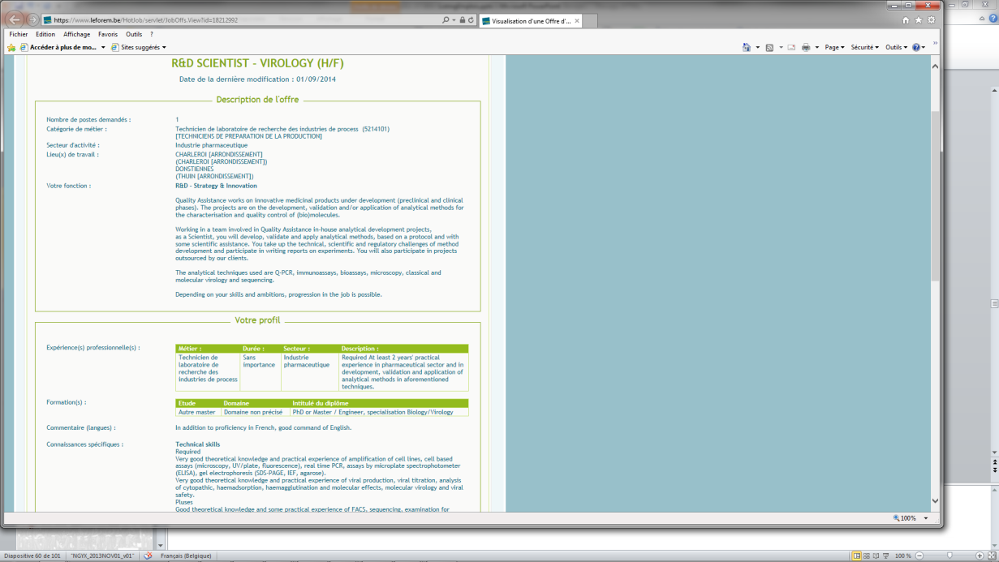 https://www.leforem.be/HotJob/servlet/JobOffs.View?id=18212992
Visualisation d'une Offre d'...
Fichier Edition Affichage Favoris Outils ?
Accéder à plus de mo... Sites suggérés
Page Sécurité Outils
R&D SCIENTIST - VIROLOGY (H/F)
Date de la dernière modification : 01/09/2014
Description de l'offre
Nombre de postes demandés : 1
Catégorie de métier : Technicien de laboratoire de recherche des industries de process (5214101)
[TECHNICIENS DE PREPARATION DE LA PRODUCTION]
Secteur d'activité : Industrie pharmaceutique
Lieu(x) de travail : CHARLEROI [ARRONDISSEMENT]
(CHARLEROI [ARRONDISSEMENT])
DONSTIENNES
(THUIN [ARRONDISSEMENT])
Votre fonction : R&D - Strategy & Innovation
Quality Assistance works on innovative medicinal products under development (preclinical and clinical
phases). The projects are on the development, validation and/or application of analytical methods for
the characterisation and quality control of (bio)molecules.
Working in a team involved in Quality Assistance in-house analytical development projects,
as a Scientist, you will develop, validate and apply analytical methods, based on a protocol and with
some scientific assistance. You take up the technical, scientific and regulatory challenges of method
development and participate in writing reports on experiments. You will also participate in projects
outsourced by our clients.
The analytical techniques used are Q-PCR, immunoassays, bioassays, microscopy, classical and
molecular virology and sequencing.
Depending on your skills and ambitions, progression in the job is possible.
Votre profil
Expérience(s) professionnelle(s) :
Métier : Durée : Secteur : Description :
Technicien de Sans Industrie Required At least 2 years' practical
laboratoire de importance pharmaceutique experience in pharmaceutical sector and in
recherche des development, validation and application of
industries de process analytical methods in aforementioned
techniques.
Formation(s) :
Etude Domaine Intitulé du diplôme
Autre master Domaine non précisé PhD or Master / Engineer, specialisation Biology/Virology
Commentaire (langues) : In addition to proficiency in French, good command of English.
Connaissances spécifiques : Technical skills
Required
Very good theoretical knowledge and practical experience of amplification of cell lines, cell based
assays (microscopy, UV/plate, fluorescence), real time PCR, assays by microplate spectrophotometer
(ELISA), gel electrophoresis (SDS-PAGE, IEF, agarose).
Very good theoretical knowledge and practical experience of viral production, viral titration, analysis
of cytopathic, haemadsorption, haemagglutination and molecular effects, molecular virology and viral
safety.
Pluses
Good theoretical knowledge and some practical experience of FACS, sequencing, examination for
100%
Diapositive 60 de 101 "NGYX_2013NOV01_v01" Français (Belgique) 100 %